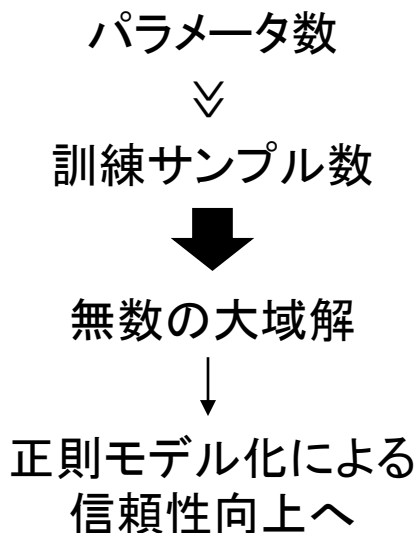 パラメータ数
≫
訓練サンプル数
無数の大域解
正則モデル化による
信頼性向上へ